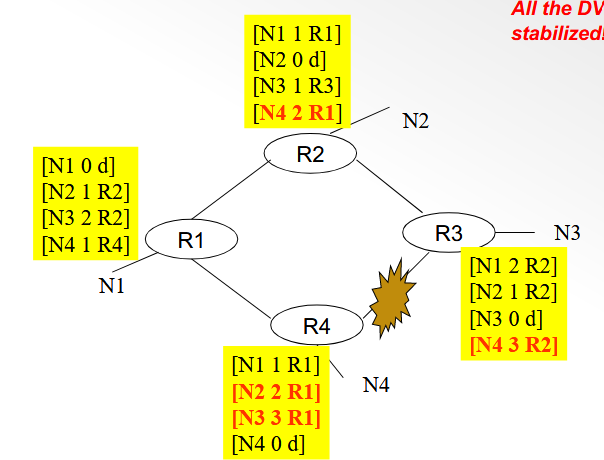 All the DV
stabilized!
[N1 1 R1]
[N2 0 d]
[N3 1 R3]
[N4 2 R1]
N2
R2
[N1 0 d]
[N2 1 R2]
[N3 2 R2]
[N4 1 R4]
R1
N1
R3
N3
[N1 2 R2]
[N2 1 R2]
[N3 0 d]
[N4 3 R2]
R4
[N1 1 R1]
[N2 2 R1]
[N3 3 R1]
[N4 0 d]
N4